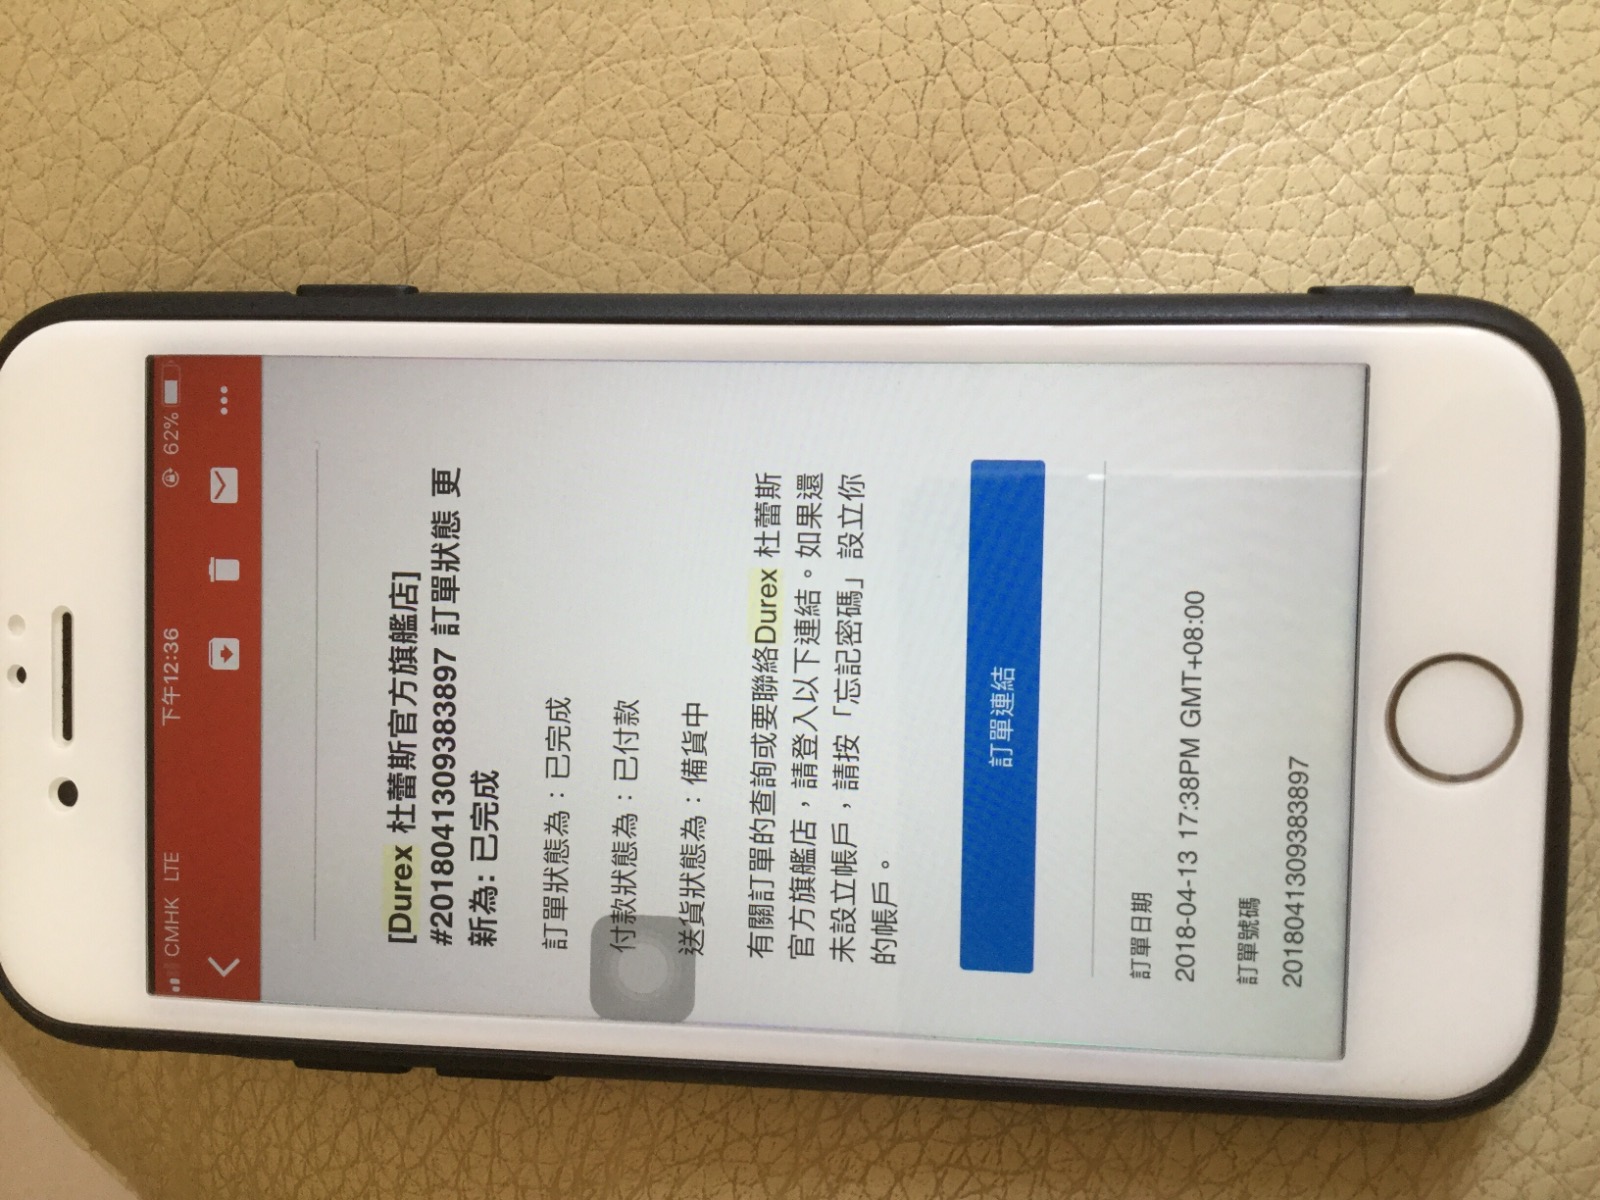 CMHK LTE 下午12:36 62%
[Durex 杜蕾斯官方旗艦店]
#20180413093838​97 訂單狀態 更
新為: 已完成
訂單狀態為：已完成
付款狀態為：已付款
送貨狀態為：備貨中
有關訂單的查詢或要聯絡Durex 杜蕾斯
官方旗艦店，請登入以下連結。如果還
未設立帳戶，請按「忘記密碼」設立你
的帳戶。
訂單連結
訂單日期
2018-04-13 17:38PM GMT+08:00
訂單號碼
20180413093838​97